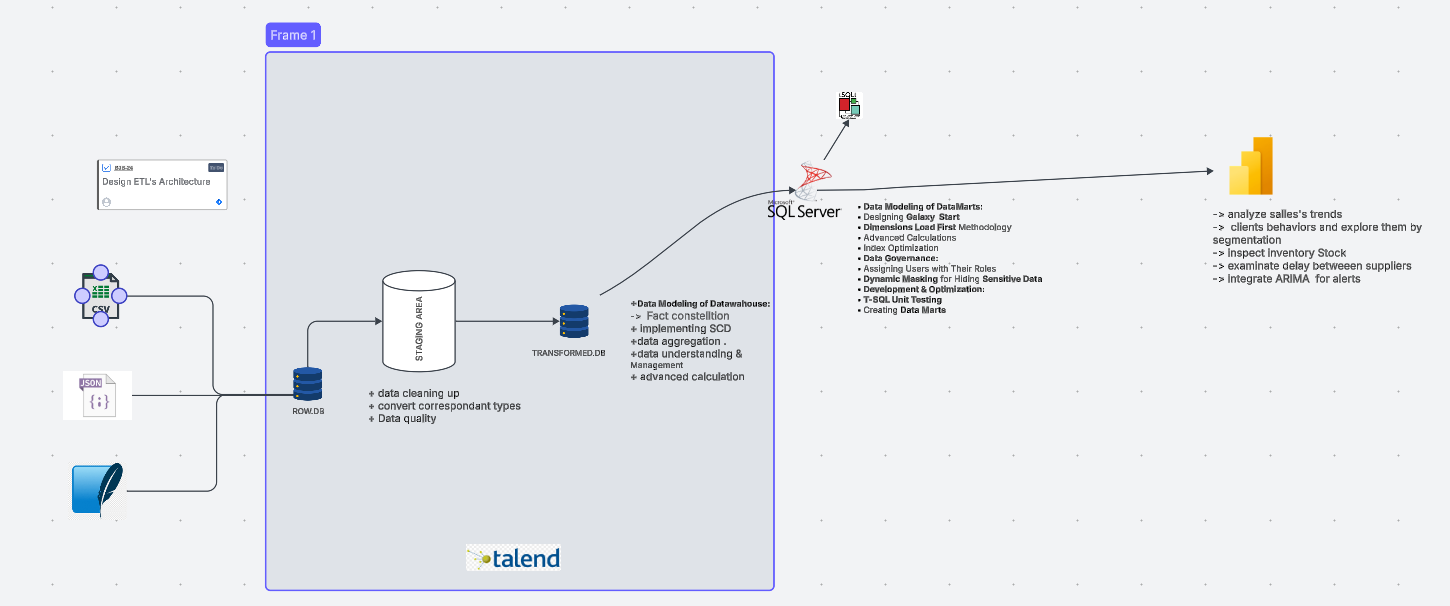 Frame 1
Design ETL's Architecture
CSV
JSON
{;}
ROW.DB
STAGING AREA
+ data cleaning up
+ convert correspondant types
+ Data quality
TRANSFORMED.DB
+Data Modeling of Datawahouse:
-> Fact constelltion
+ implementing SCD
+data aggregation .
+data understanding &
Management
+ advanced calculation
talend
SQL
Microsoft
SQL Server
• Data Modeling of DataMarts:
• Designing Galaxy Start
• Dimensions Load First Methodology
• Advanced Calculations
• Index Optimization
• Data Governance:
• Assigning Users with Their Roles
• Dynamic Masking for Hiding Sensitive Data
• Development & Optimization:
• T-SQL Unit Testing
• Creating Data Marts
-> analyze salles's trends
-> clients behaviors and explore them by
segmentation
-> Inspect inventory Stock
-> examinate delay betweeen suppliers
-> Integrate ARIMA for alerts